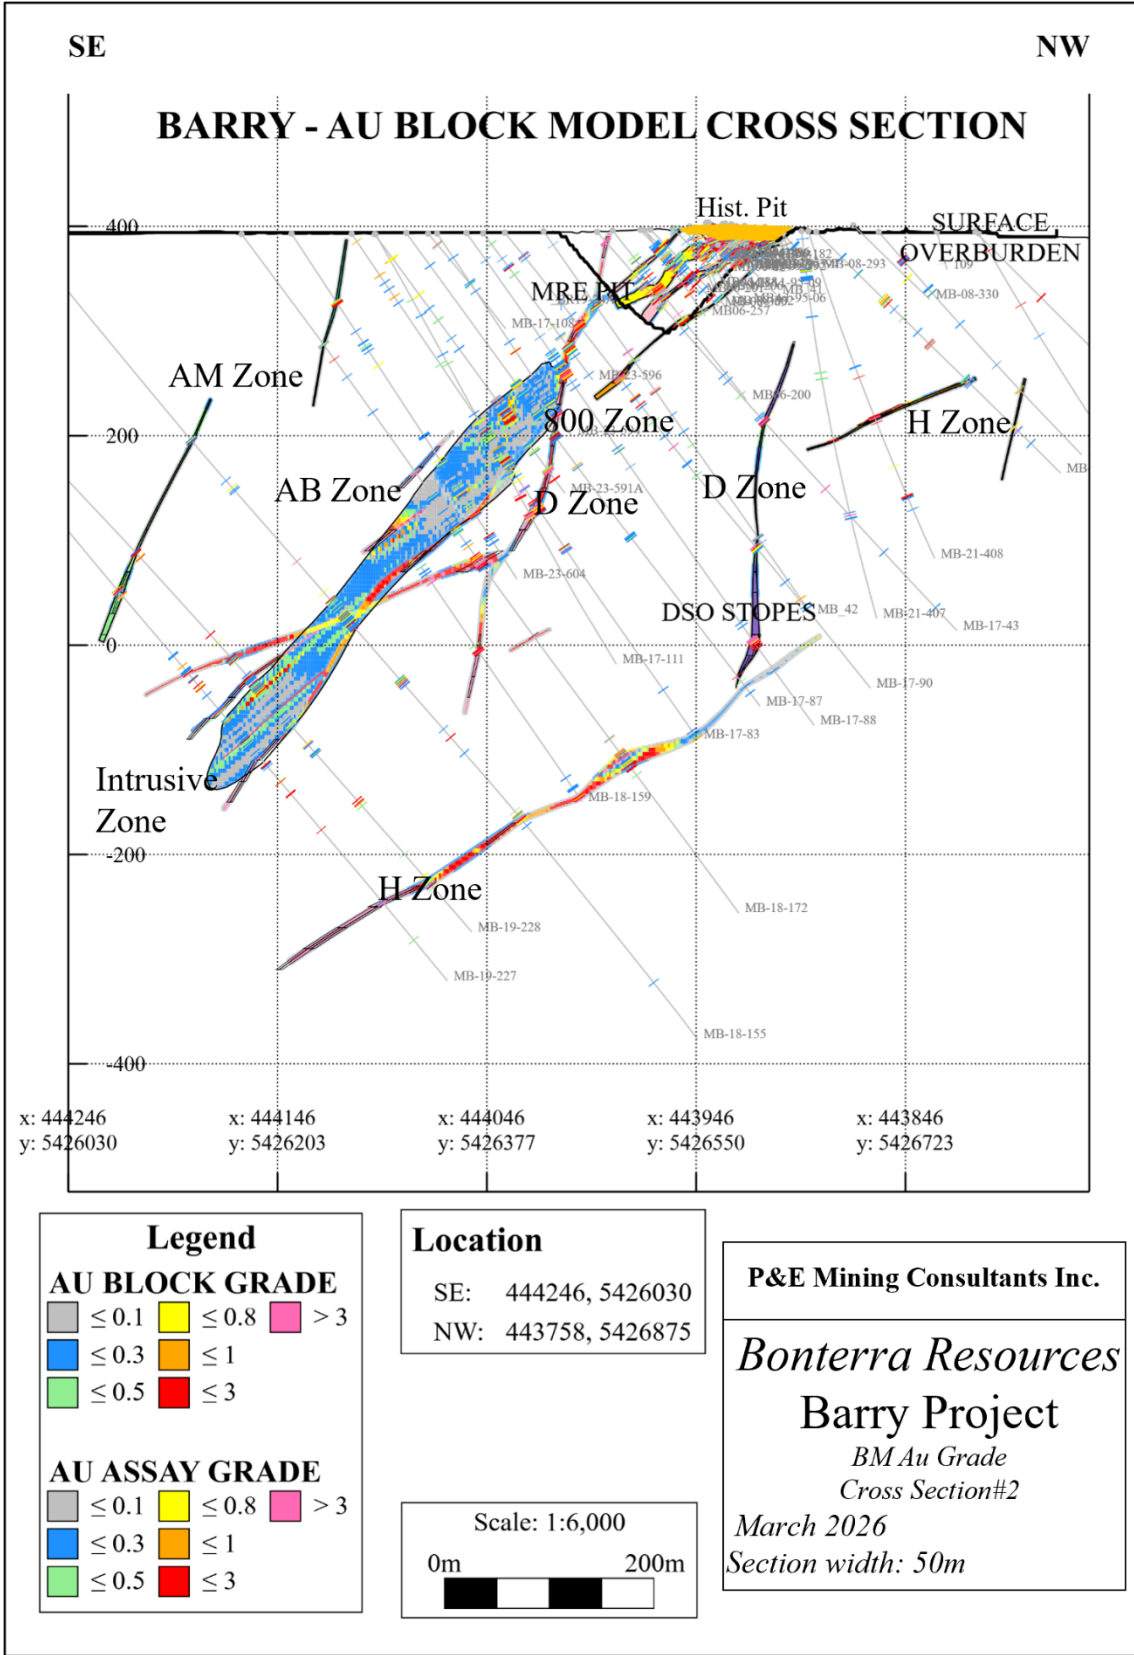 SE
NW
BARRY - AU BLOCK MODEL CROSS SECTION
Hist. Pit
400
SURFACE
OVERBURDEN
MB-08-293
109
MB-08-330
MRE PIT
MB06-257
MB-17-108
AM Zone
MB-23-596
MB06-200
800 Zone
H Zone
200
MB
AB Zone
D Zone
MB-23-591A
D Zone
MB-21-408
MB-23-604
DSO STOPES
MB_42
MB-21-407
MB-17-43
0
MB-17-111
MB-17-90
MB-17-87
MB-17-88
MB-17-83
Intrusive
Zone
MB-18-159
-200
H Zone
MB-18-172
MB-19-228
MB-19-227
MB-18-155
-400
x: 444246 x: 444146 x: 444046 x: 443946 x: 443846
y: 5426030 y: 5426203 y: 5426377 y: 5426550 y: 5426723
Legend
AU BLOCK GRADE
≤ 0.1 ≤ 0.8 > 3
≤ 0.3 ≤ 1
≤ 0.5 ≤ 3
AU ASSAY GRADE
≤ 0.1 ≤ 0.8 > 3
≤ 0.3 ≤ 1
≤ 0.5 ≤ 3
Location
SE: 444246, 5426030
NW: 443758, 5426875
Scale: 1:6,000
0m 200m
P&E Mining Consultants Inc.
Bonterra Resources
Barry Project
BM Au Grade
Cross Section#2
March 2026
Section width: 50m